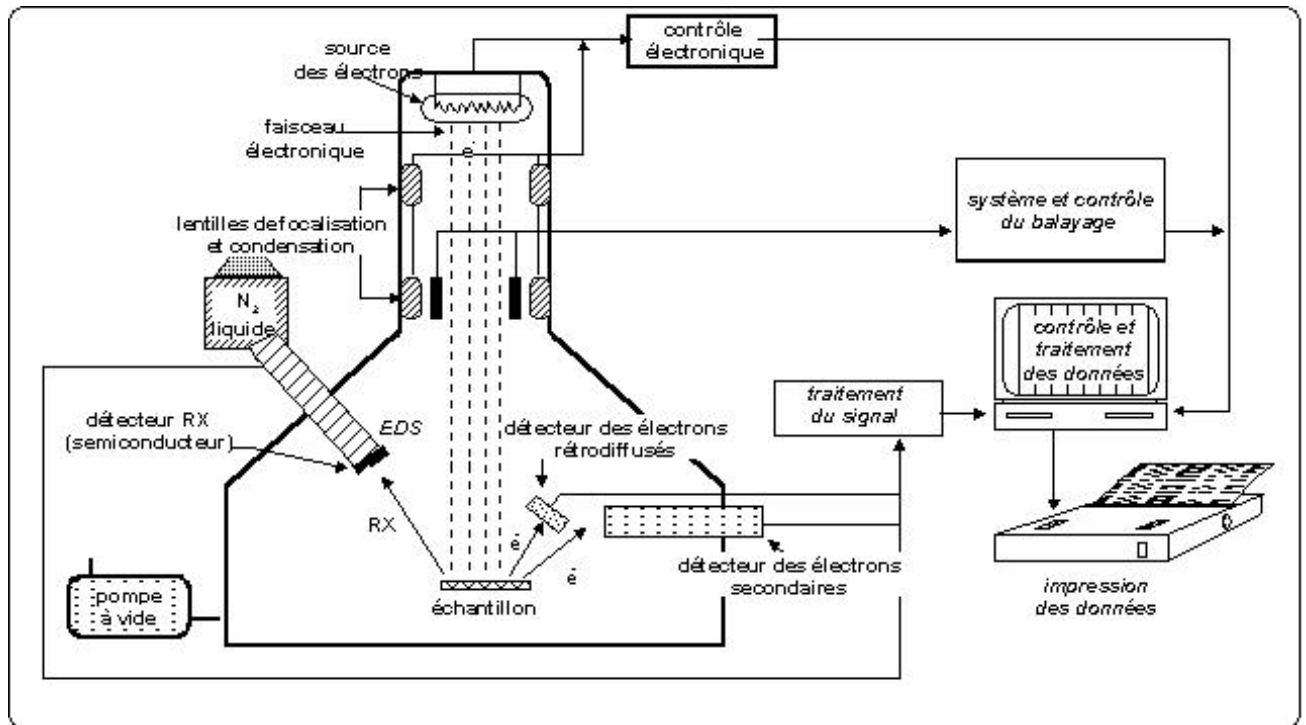 contrôle
électronique
source
des électrons
faisceau
électronique
e-
lentilles defocalisation
et condensation
système et contrôle
du balayage
N2
liquide
contrôle et
traitement
des données
traitement
du signal
détecteur RX
(semiconducteur)
EDS
détecteur des électrons
rétrodiffusés
RX
e-
e-
détecteur des électrons
secondaires
échantillon
pompe
à vide
impression
des données